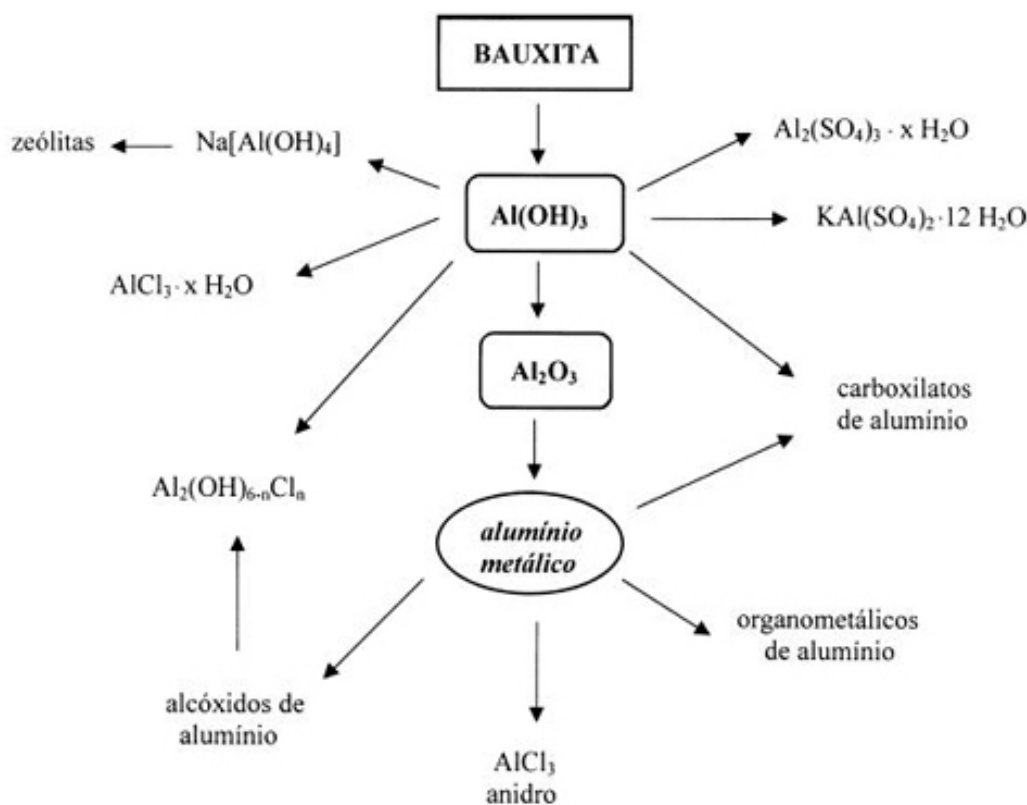 BAUXITA
Al₂(SO₄)₃ · x H₂O
zeólitas
Na[Al(OH)₄]
Al(OH)₃
KAl(SO₄)₂·12 H₂O
AlCl₃· x H₂O
Al₂O₃
carboxilatos
de alumínio
Al₂(OH)₆₋ₙClₙ
alumínio
metálico
organometálicos
de alumínio
alcóxidos de
alumínio
AlCl₃
anidro